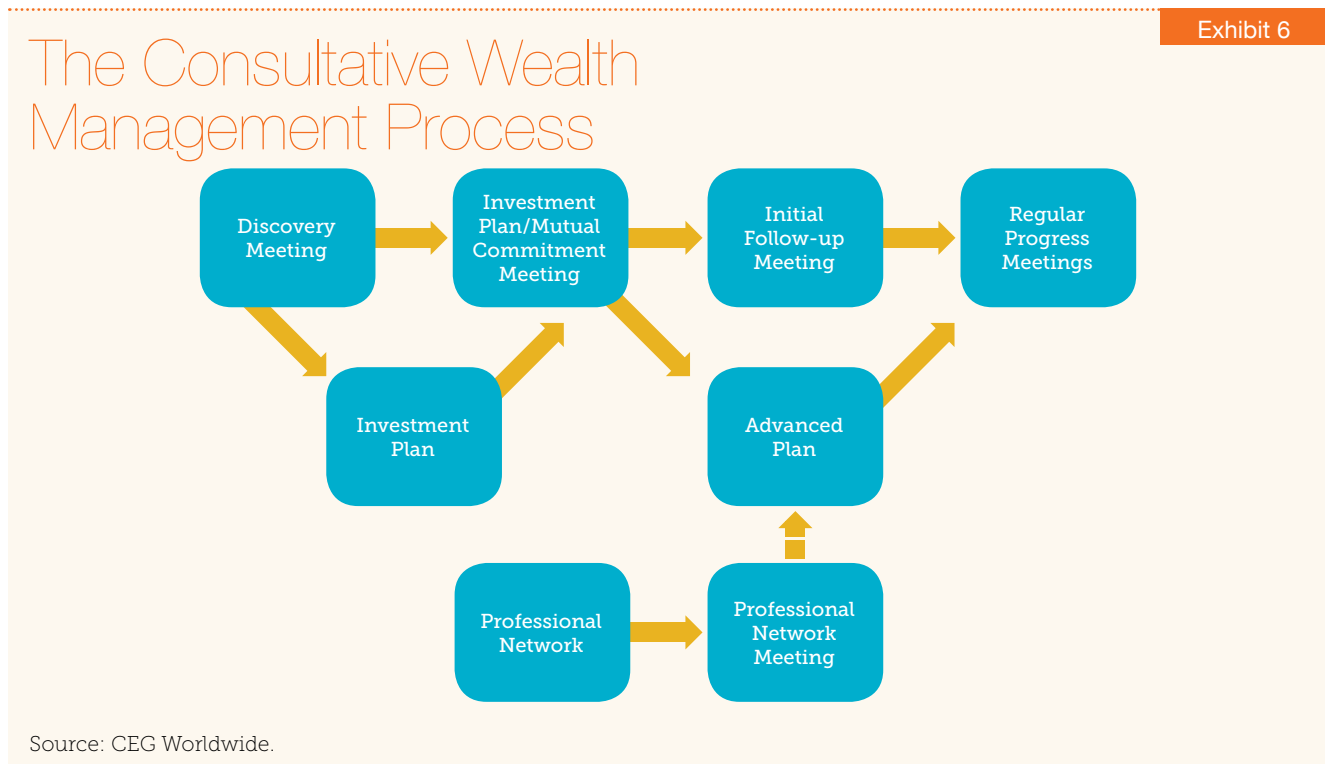 Exhibit 6
The Consultative Wealth
Management Process
Discovery
Meeting
Investment
Plan/Mutual
Commitment
Meeting
Initial
Follow-up
Meeting
Regular
Progress
Meetings
Investment
Plan
Advanced
Plan
Professional
Network
Professional
Network
Meeting
Source: CEG Worldwide.